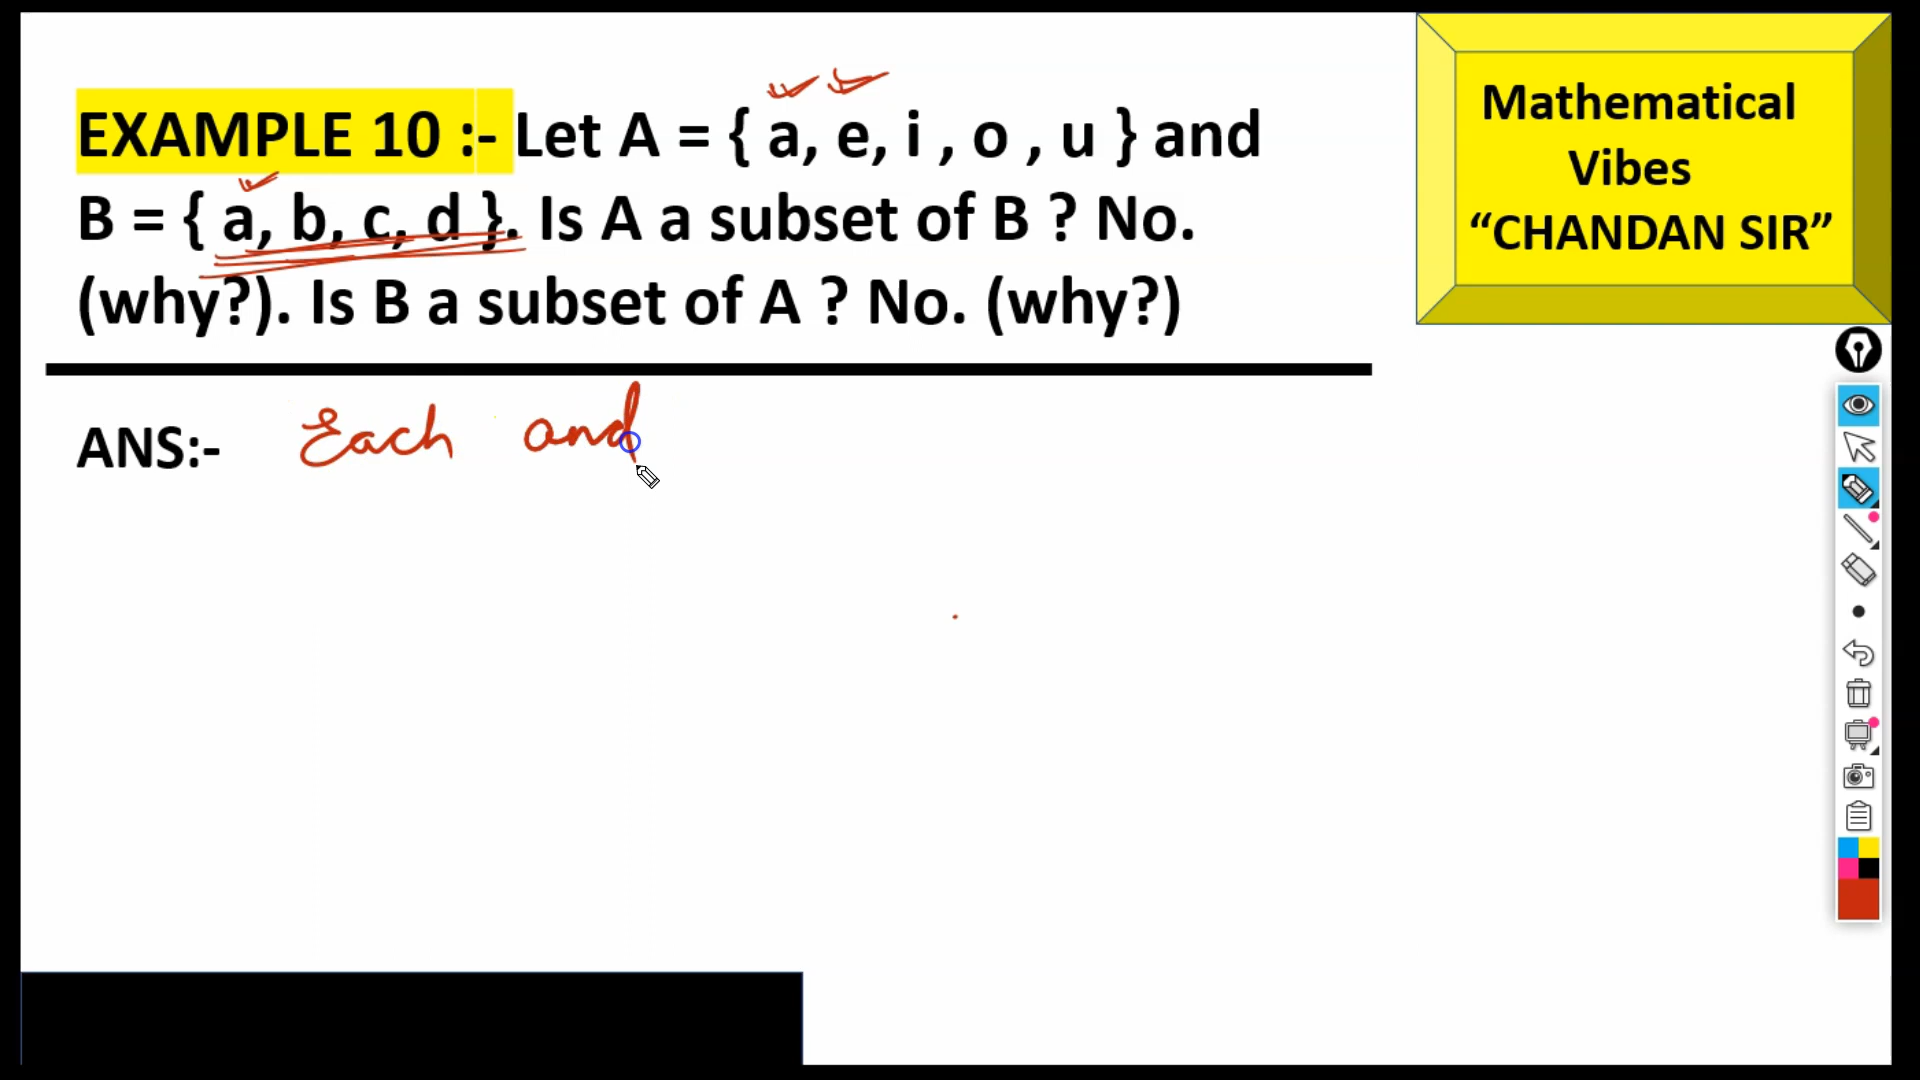 EXAMPLE 10 :- Let A = { a, e, i , o , u } and
B = { a, b, c, d }. Is A a subset of B ? No.
(why?). Is B a subset of A ? No. (why?)
Mathematical
Vibes
“CHANDAN SIR”
ANS:- Each and